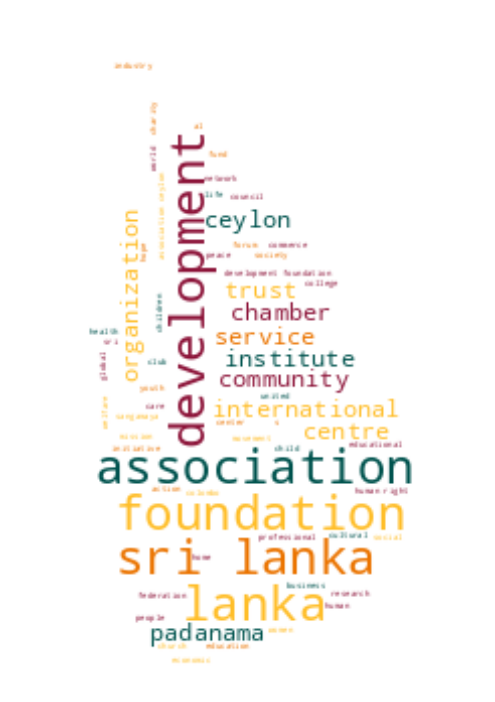 industry
charity
al
fund
world
network
life council
association ceylon
development
ceylon
organization
hope
forum commerce
peace society
development foundation
college
trust
children
chamber
health
sri
service
club
institute
global
community
youth
united
welfare
care
international
sangamaya
center s
centre
mission
movement
educational
initiative
child
association
action
colombo
human right
foundation
professional cultural social
sri lanka
home
business
federation
research
lanka
human
people
padanama
women
church education
economic